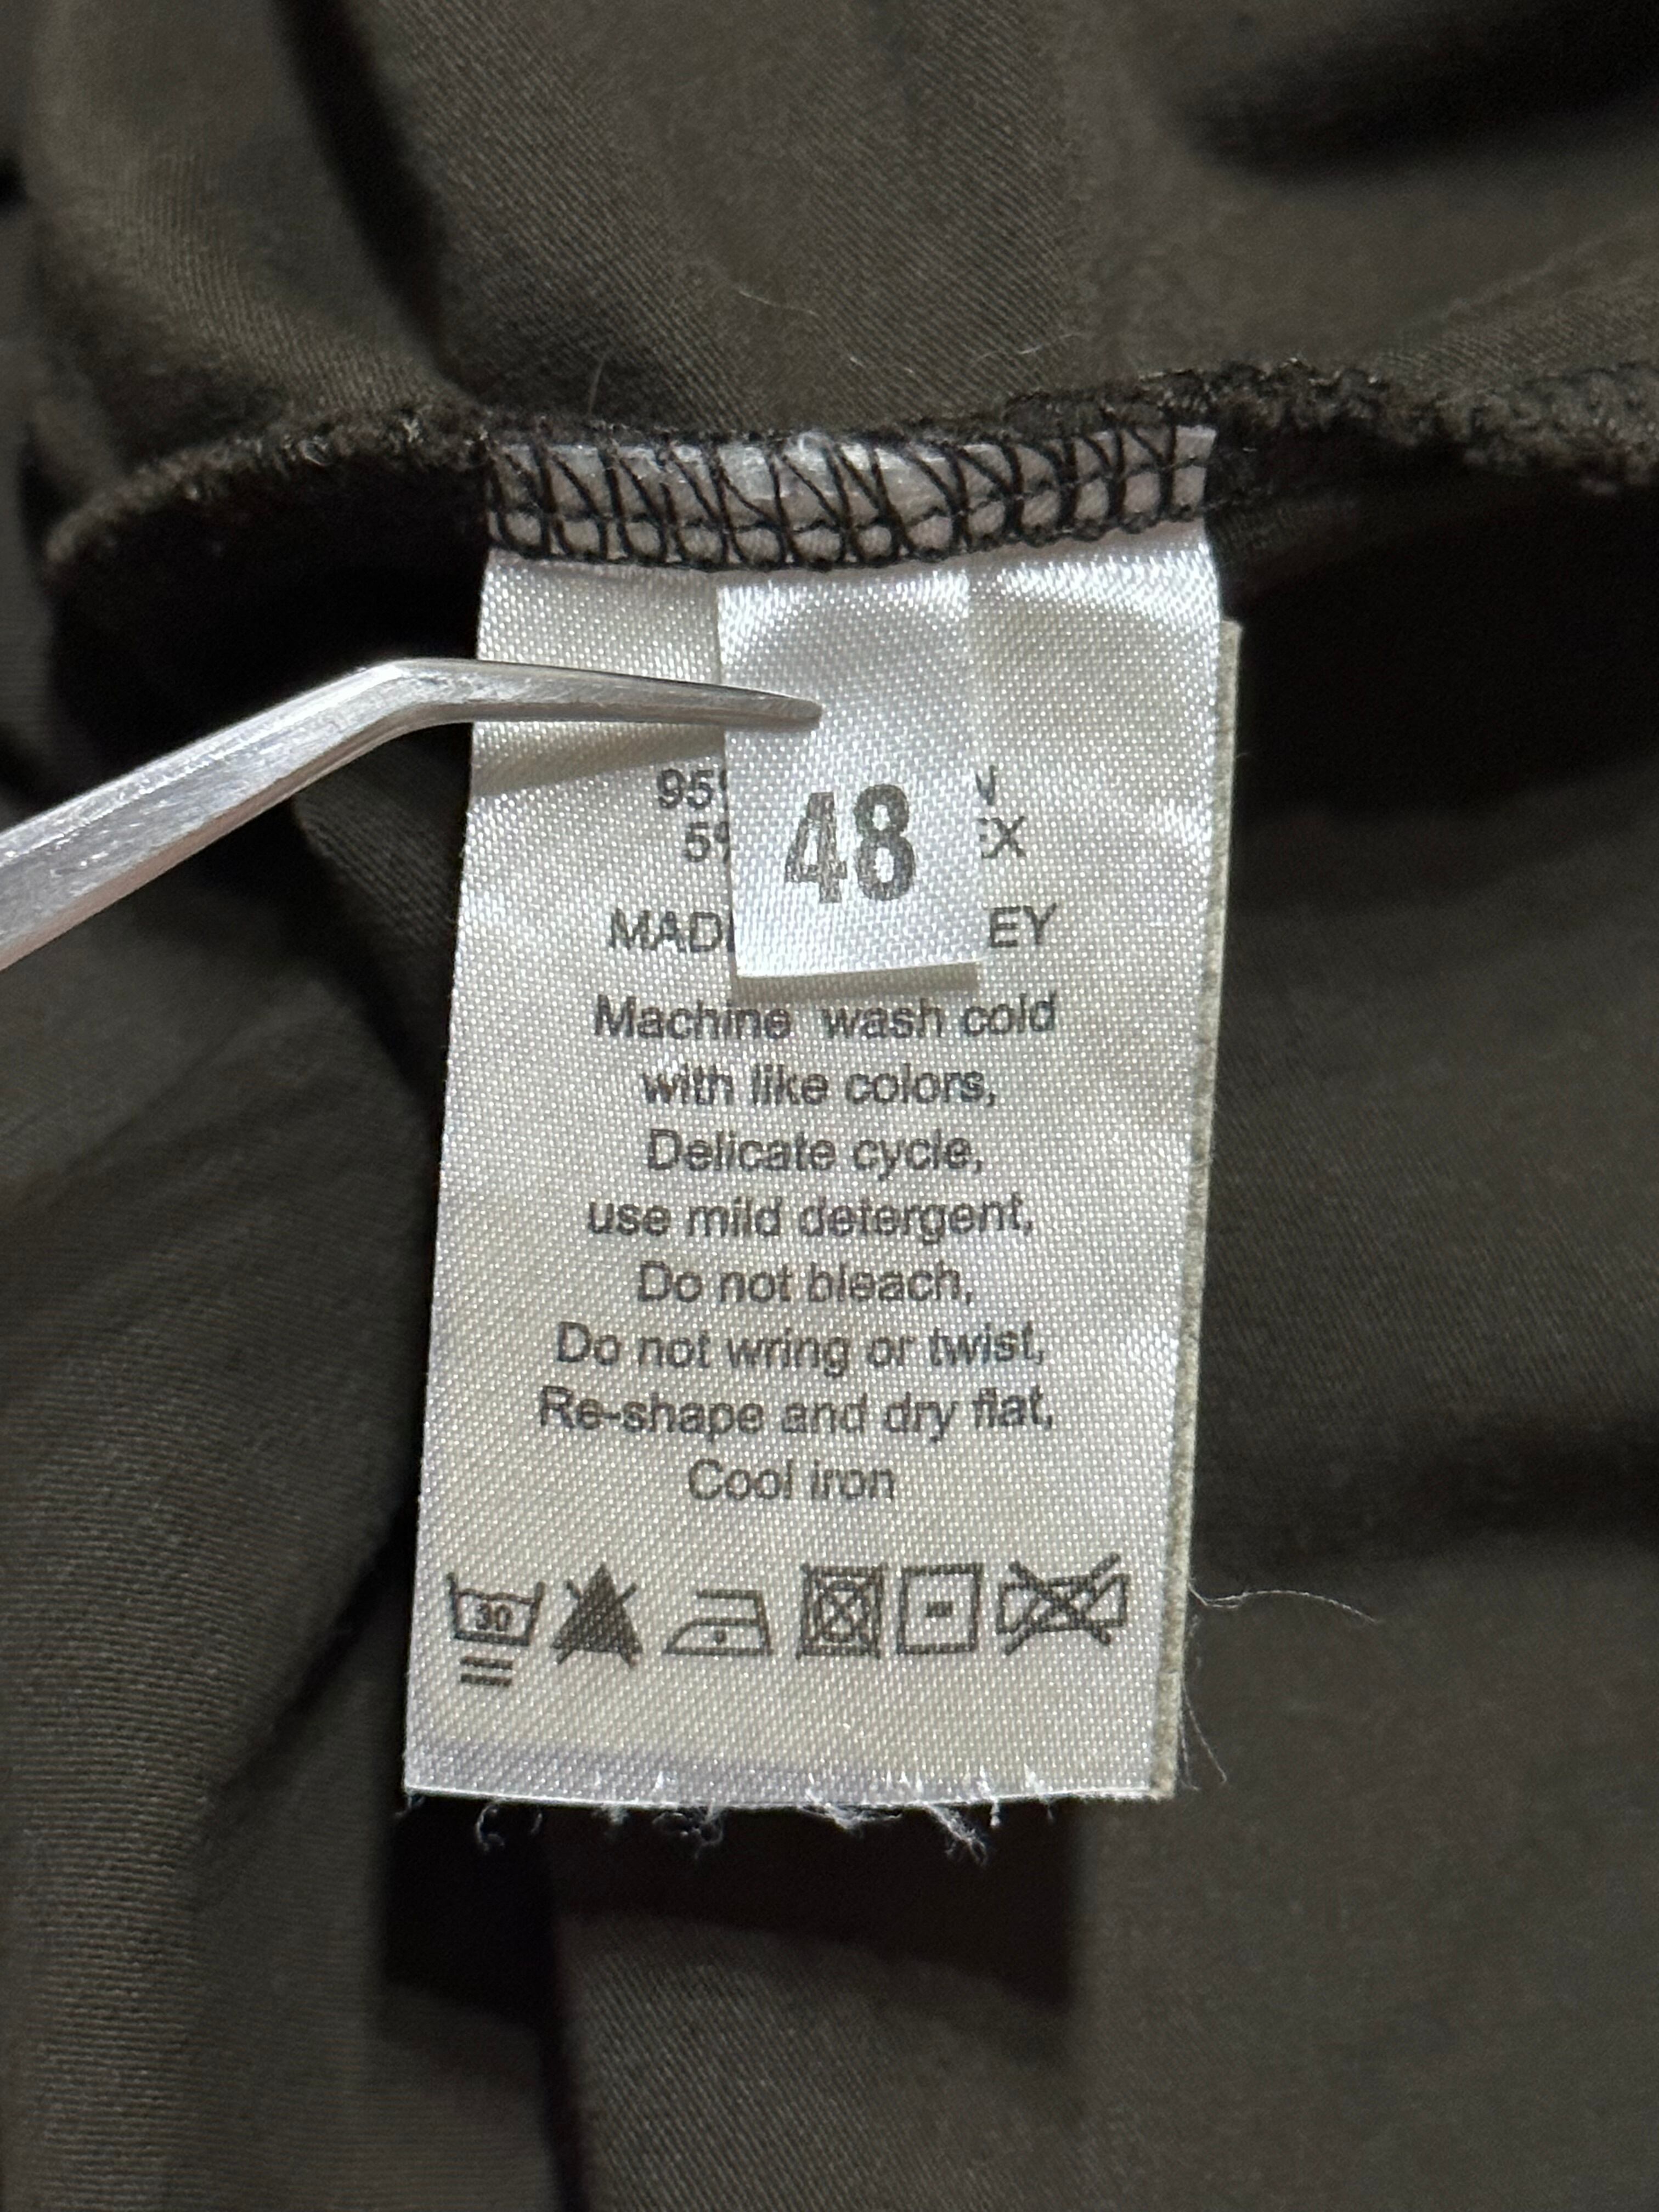 48
Machine wash cold
with like colors,
Delicate cycle,
use mild detergent,
Do not bleach,
Do not wring or twist,
Re-shape and dry flat,
Cool iron
30